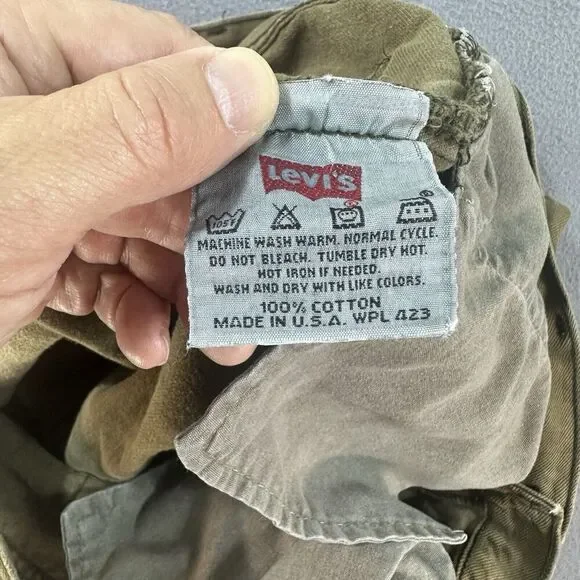 Levi's
105F
MACHINE WASH WARM. NORMAL CYCLE.
DO NOT BLEACH. TUMBLE DRY HOT.
HOT IRON IF NEEDED.
WASH AND DRY WITH LIKE COLORS.
100% COTTON
MADE IN U.S.A. WPL 423